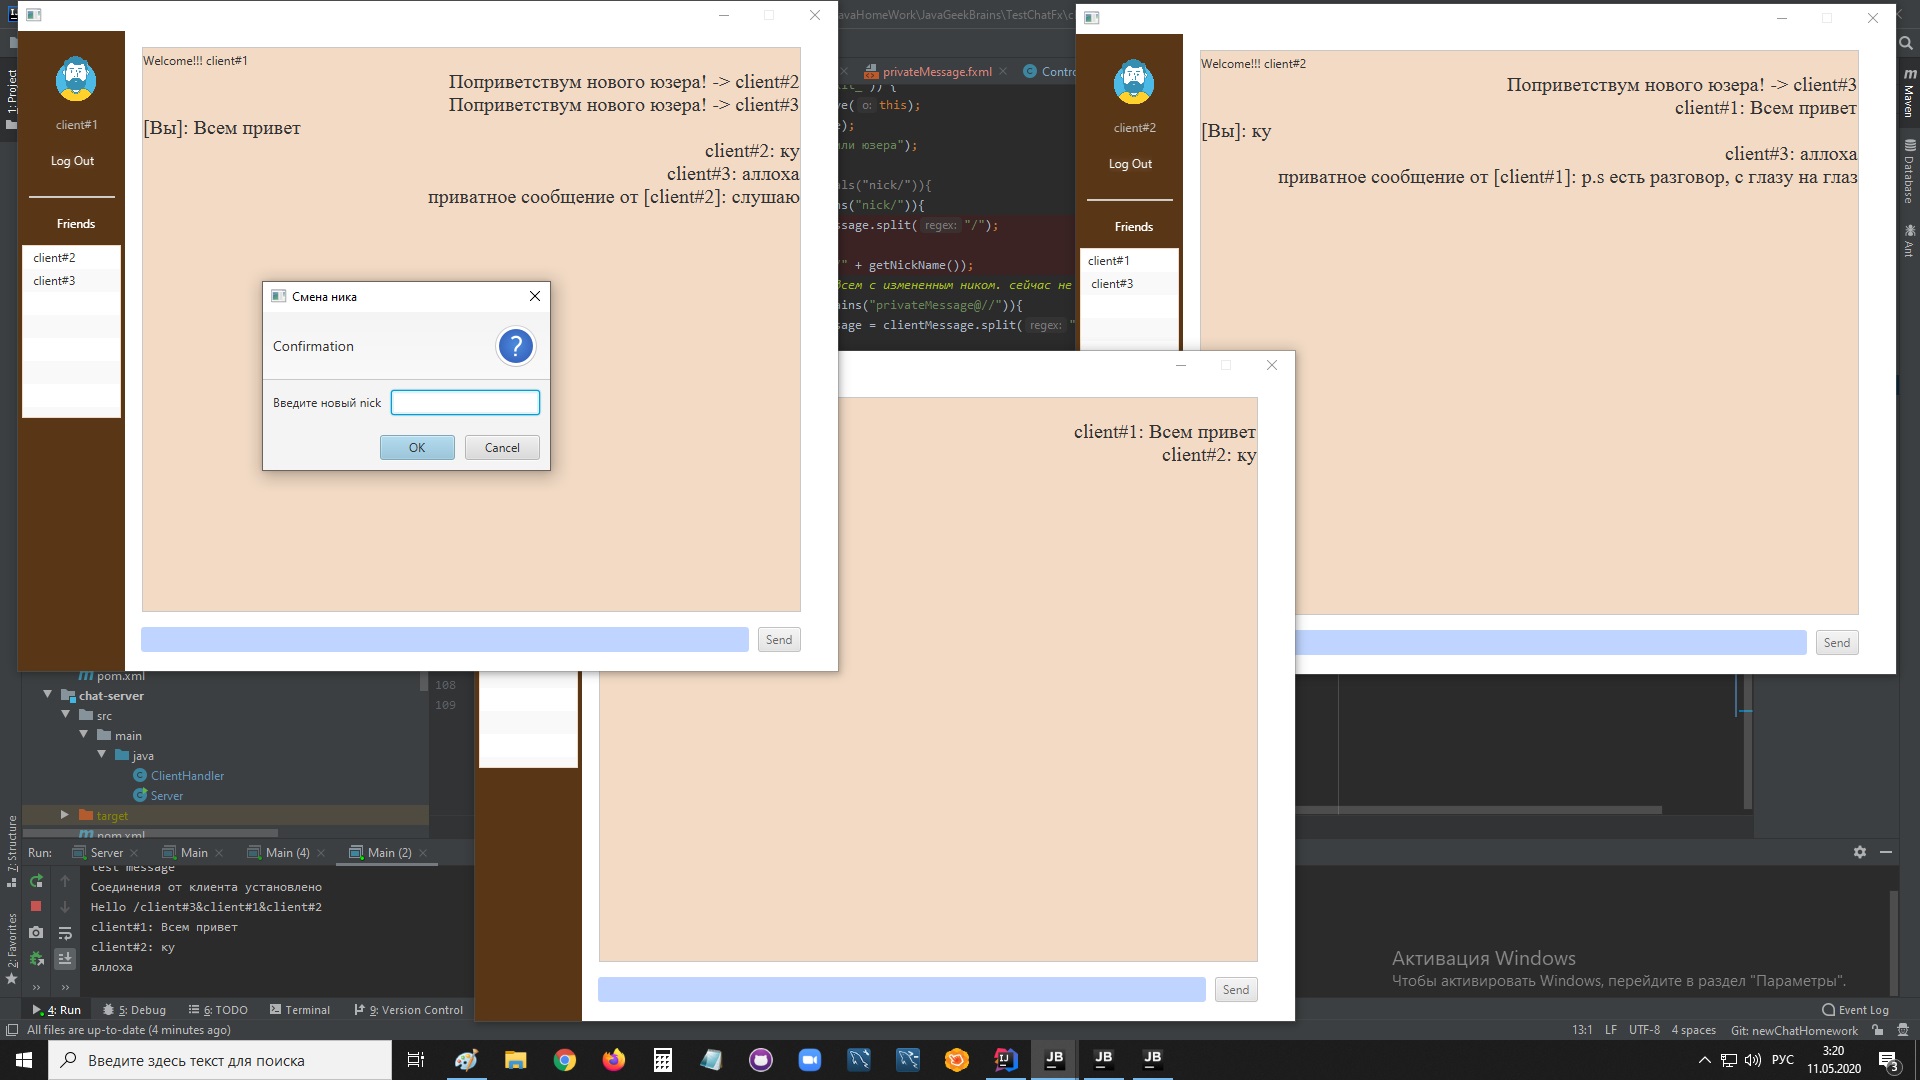 Welcome!!! client#1
Поприветствум нового юзера! -> client#2
Поприветствум нового юзера! -> client#3
[Вы]: Всем привет
client#2: ку
client#3: аллоха
приватное сообщение от [client#2]: слушаю
client#1
Log Out
Friends
client#2
client#3
Смена ника
Confirmation
?
Введите новый nick
OK
Cancel
Send
avaHomeWork\JavaGeekBrains\TestChatFx\c
privateMessage.fxml
Contro
ve( o: this);
);
или юзера");
als("nick/")){
ns("nick/")){
ssage.split( regex: "/");
/" + getNickName());
всем с измененным ником. сейчас не
ains("privateMessage@//")){
sage = clientMessage.split( regex: "
Welcome!!! client#2
Поприветствум нового юзера! -> client#3
client#1: Всем привет
[Вы]: ку
client#3: аллоха
приватное сообщение от [client#1]: p.s есть разговор, с глазу на глаз
client#2
Log Out
Friends
client#1
client#3
Send
client#1: Всем привет
client#2: ку
Send
1: Project
Maven
Database
Ant
pom.xml
chat-server
src
main
java
ClientHandler
Server
target
pom.xml
108
109
7: Structure
2: Favorites
Run:
Server
Main
Main (4)
Main (2)
test message
Соединения от клиента установлено
Hello /client#3&client#1&client#2
client#1: Всем привет
client#2: ку
аллоха
Активация Windows
Чтобы активировать Windows, перейдите в раздел "Параметры".
4: Run
5: Debug
6: TODO
Terminal
9: Version Control
Event Log
All files are up-to-date (4 minutes ago)
13:1 LF UTF-8 4 spaces Git: newChatHomework
Введите здесь текст для поиска
JB
JB
JB
РУС
3:20
11.05.2020
3